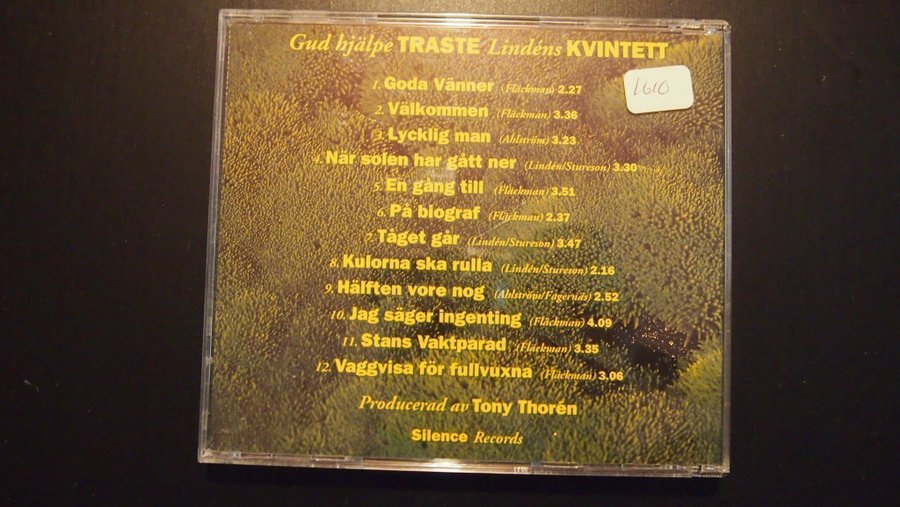 Gud hjälpe TRASTE Lindéns KVINTETT
1610
1. Goda Vänner (Fläckman) 2.27
2. Välkommen (Fläckman) 3.36
3. Lycklig man (Ahlström) 3.23
4. När solen har gått ner (Lindén/Stureson) 3.30
5. En gång till (Fläckman) 3.51
6. På biograf (Fläckman) 2.37
7. Tåget går (Lindén/Stureson) 3.47
8. Kulorna ska rulla (Lindén/Stureson) 2.16
9. Hälften vore nog (Ahlström/Fagernäs) 2.52
10. Jag säger ingenting (Fläckman) 4.09
11. Stans Vaktparad (Fläckman) 3.35
12. Vaggvisa för fullvuxna (Fläckman) 3.06
Producerad av Tony Thorén
Silence Records